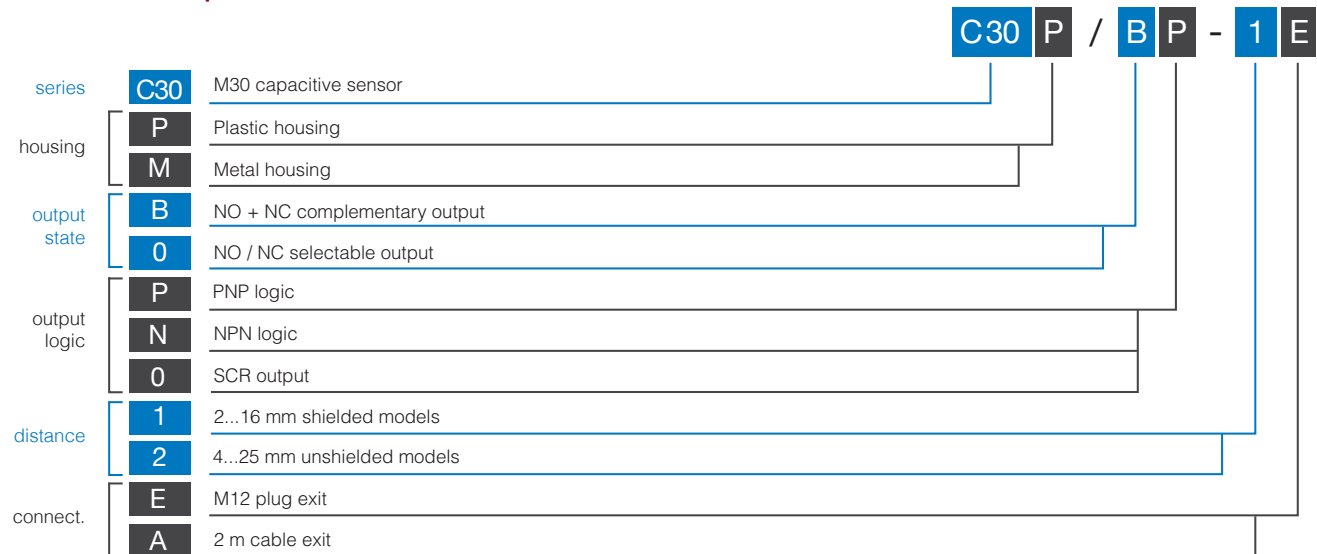 C30 P / B P - 1 E
series C30 M30 capacitive sensor
housing
P Plastic housing
M Metal housing
output state
B NO + NC complementary output
0 NO / NC selectable output
output logic
P PNP logic
N NPN logic
0 SCR output
distance
1 2...16 mm shielded models
2 4...25 mm unshielded models
connect.
E M12 plug exit
A 2 m cable exit